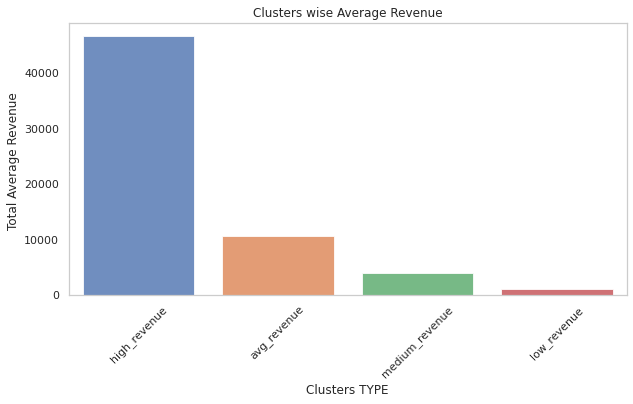 Clusters wise Average Revenue
Total Average Revenue
40000
30000
20000
10000
0
high_revenue
avg_revenue
medium_revenue
low_revenue
Clusters TYPE